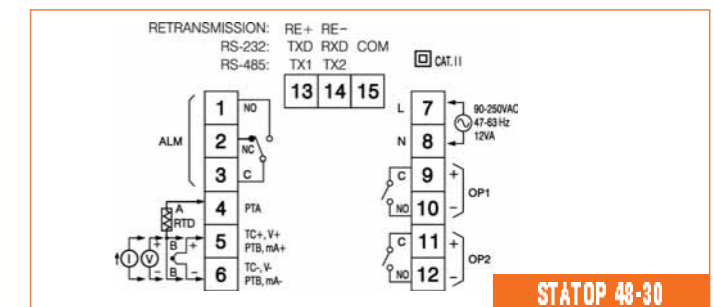 RETRANSMISSION: RE+ RE-
RS-232: TXD RXD COM
RS-485: TX1 TX2
CAT. II
13 14 15
1 NO
ALM 2 NC
3 C
A RTD 4 PTA
I V + B + 5 TC+, V+ PTB, mA+
- B - 6 TC-, V- PTB, mA-
L 7 90-250VAC
47-63 Hz
N 8 12VA
C 9 +
OP1
NO 10 -
C 11 +
OP2
NO 12 -
STATOP 48-30